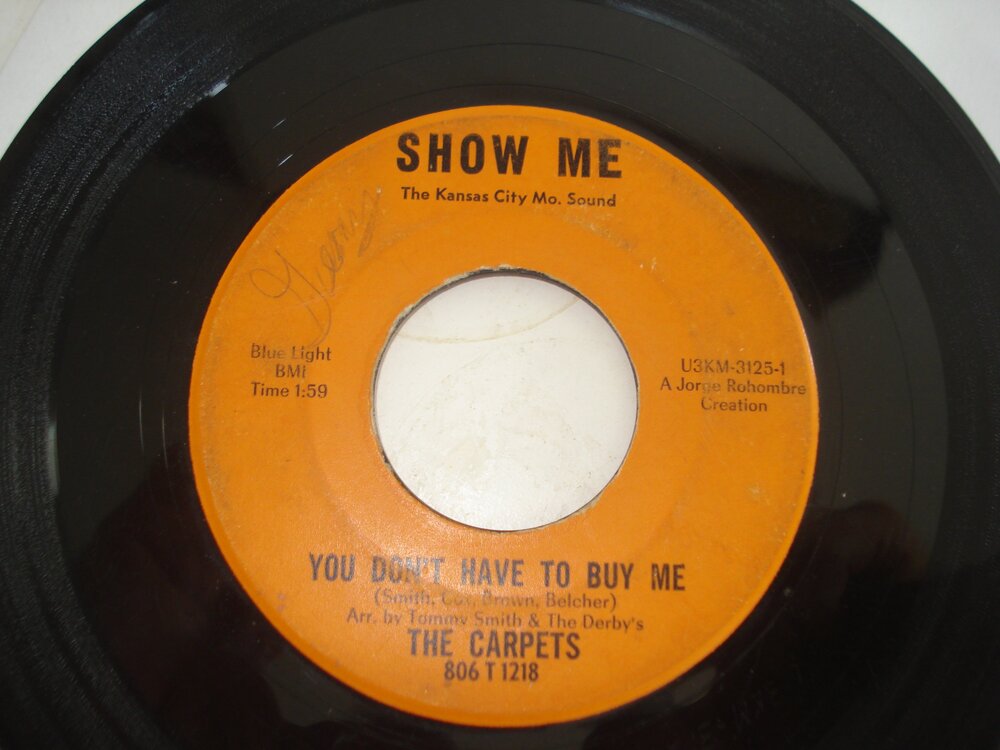 SHOW ME
The Kansas City Mo. Sound
Blue Light
BMI
Time 1:59
U3KM-3125-1
A Jorge Rohombre
Creation
YOU DON'T HAVE TO BUY ME
(Smith, Cox, Brown, Belcher)
Arr. by Tommy Smith & The Derby's
THE CARPETS
806 T 1218